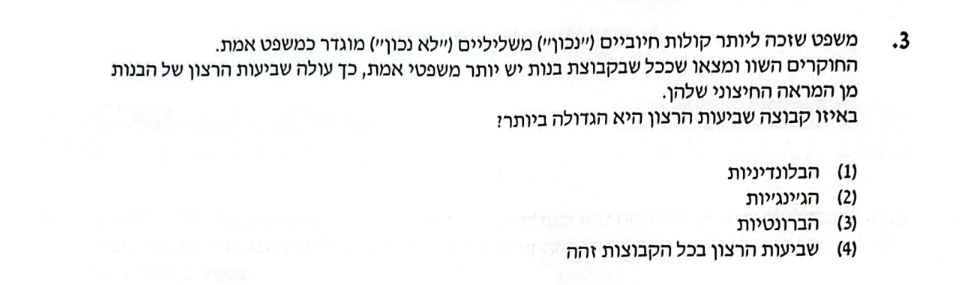 3. משפט שזכה ליותר קולות חיוביים ("נכון") משליליים ("לא נכון") מוגדר כמשפט אמת.
החוקרים השוו ומצאו שככל שבקבוצת בנות יש יותר משפטי אמת, כך עולה שביעות הרצון של הבנות
מן המראה החיצוני שלהן.
באיזו קבוצה שביעות הרצון היא הגדולה ביותר?
(1) הבלונדיניות
(2) הג'ינג'יות
(3) הברונטיות
(4) שביעות הרצון בכל הקבוצות זהה